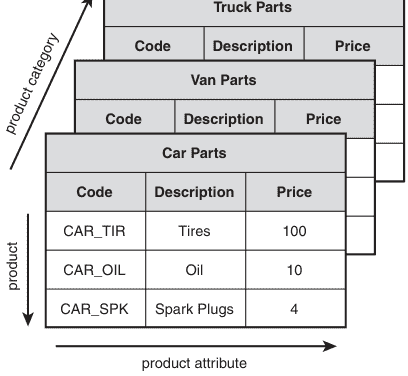 Truck Parts
Code Description Price
Van Parts
Code Description Price
Car Parts
Code Description Price
CAR_TIR Tires 100
CAR_OIL Oil 10
CAR_SPK Spark Plugs 4
product category
product
product attribute